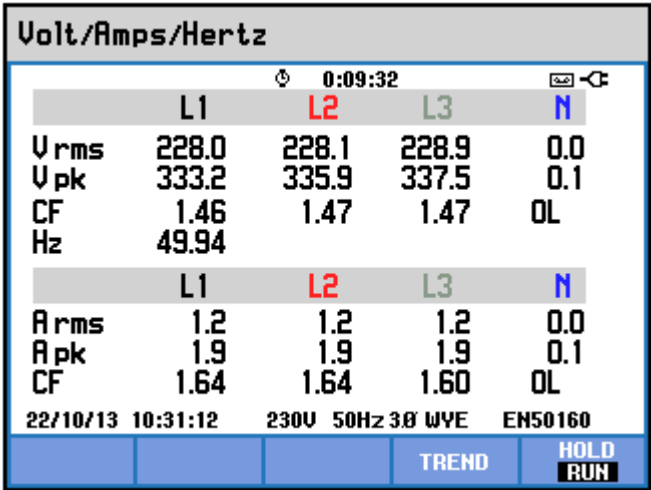 Volt/Amps/Hertz
0:09:32
L1 L2 L3 N
V rms 228.0 228.1 228.9 0.0
V pk 333.2 335.9 337.5 0.1
CF 1.46 1.47 1.47 OL
Hz 49.94
L1 L2 L3 N
A rms 1.2 1.2 1.2 0.0
A pk 1.9 1.9 1.9 0.1
CF 1.64 1.64 1.60 OL
22/10/13 10:31:12 230V 50Hz 3Ø WYE EN50160
TREND HOLD
RUN